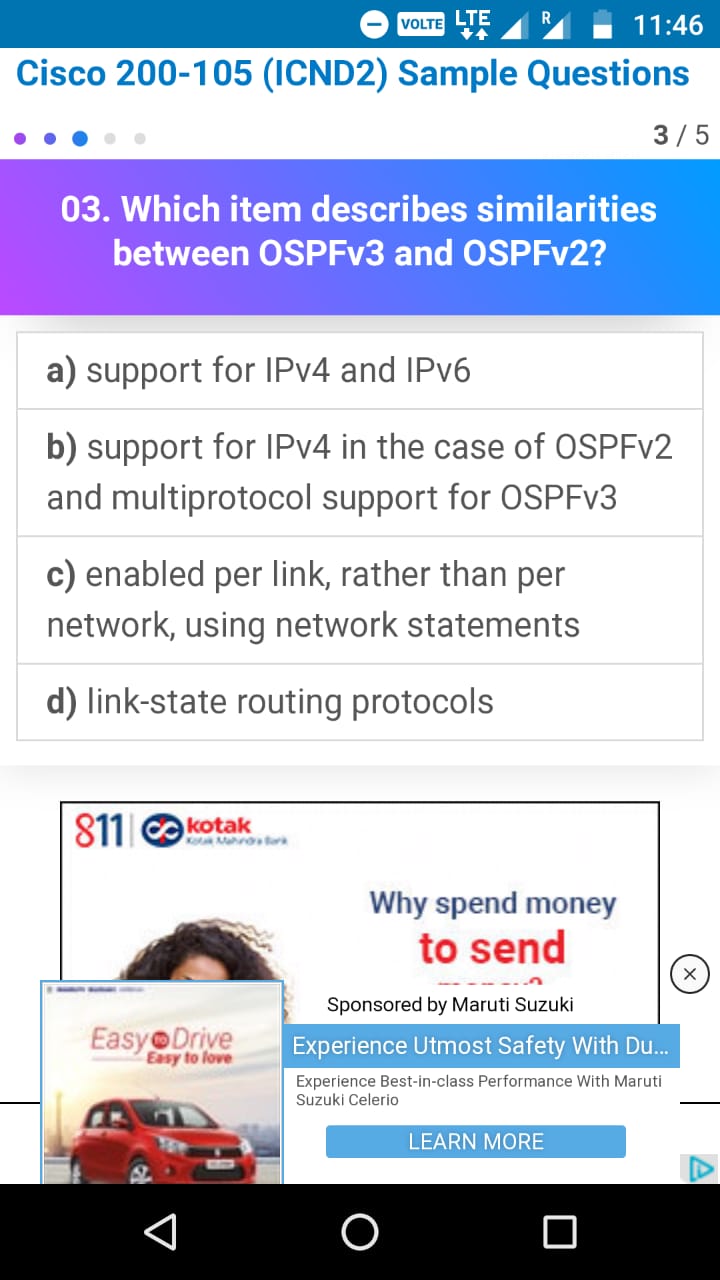 VOLTE LTE R 11:46
Cisco 200-105 (ICND2) Sample Questions
3 / 5
03. Which item describes similarities
between OSPFv3 and OSPFv2?
a) support for IPv4 and IPv6
b) support for IPv4 in the case of OSPFv2
and multiprotocol support for OSPFv3
c) enabled per link, rather than per
network, using network statements
d) link-state routing protocols
811 kotak
Kotak Mahindra Bank
Why spend money
to send
Sponsored by Maruti Suzuki
Easy to Drive
Easy to love
Experience Utmost Safety With Du...
Experience Best-in-class Performance With Maruti
Suzuki Celerio
LEARN MORE